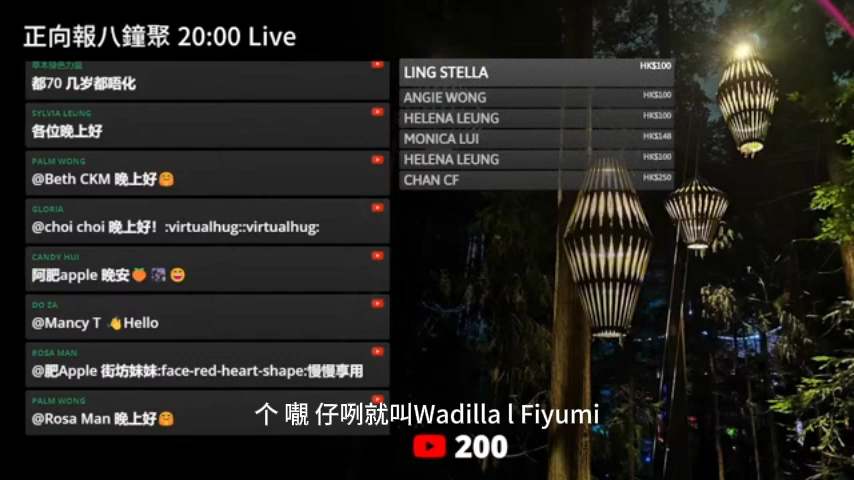 正向報八鐘聚 20:00 Live
草本绿色力量
都70 几岁都唔化
SYLVIA LEUNG
各位晚上好
PALM WONG
@Beth CKM 晚上好🤗
GLORIA
@choi choi 晚上好！:virtualhug::virtualhug:
CANDY HUI
阿肥apple 晚安🍊🎆😄
DO ZA
@Mancy T 👋Hello
ROSA MAN
@肥Apple 街坊妹妹:face-red-heart-shape:慢慢享用
PALM WONG
@Rosa Man 晚上好🤗
LING STELLA HK$100
ANGIE WONG HK$100
HELENA LEUNG HK$100
MONICA LUI HK$148
HELENA LEUNG HK$100
CHAN CF HK$250
个 嚫 仔咧就叫Wadilla l Fiyumi
200